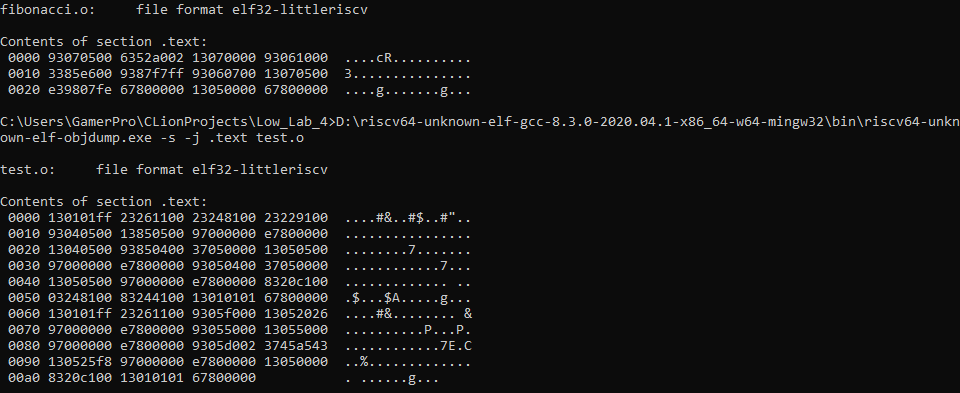 fibonacci.o:     file format elf32-littleriscv

Contents of section .text:
 0000 93070500 6352a002 13070000 93061000  ....cR..........
 0010 3385e600 9387f7ff 93060700 13070500  3...............
 0020 e39807fe 67800000 13050000 67800000  ....g.......g...

C:\Users\GamerPro\CLionProjects\Low_Lab_4>D:\riscv64-unknown-elf-gcc-8.3.0-2020.04.1-x86_64-w64-mingw32\bin\riscv64-unkn
own-elf-objdump.exe -s -j .text test.o

test.o:     file format elf32-littleriscv

Contents of section .text:
 0000 130101ff 23261100 23248100 23229100  ....#&..#$..#"..
 0010 93040500 13850500 97000000 e7800000  ................
 0020 13040500 93850400 37050000 13050500  ........7.......
 0030 97000000 e7800000 93050400 37050000  ............7...
 0040 13050500 97000000 e7800000 8320c100  ............. ..
 0050 03248100 83244100 13010101 67800000  .$...$A.....g...
 0060 130101ff 23261100 9305f000 13052026  ....#&........ &
 0070 97000000 e7800000 93055000 13055000  ..........P...P.
 0080 97000000 e7800000 9305d002 3745a543  ............7E.C
 0090 130525f8 97000000 e7800000 13050000  ..%.............
 00a0 8320c100 13010101 67800000           . ......g...